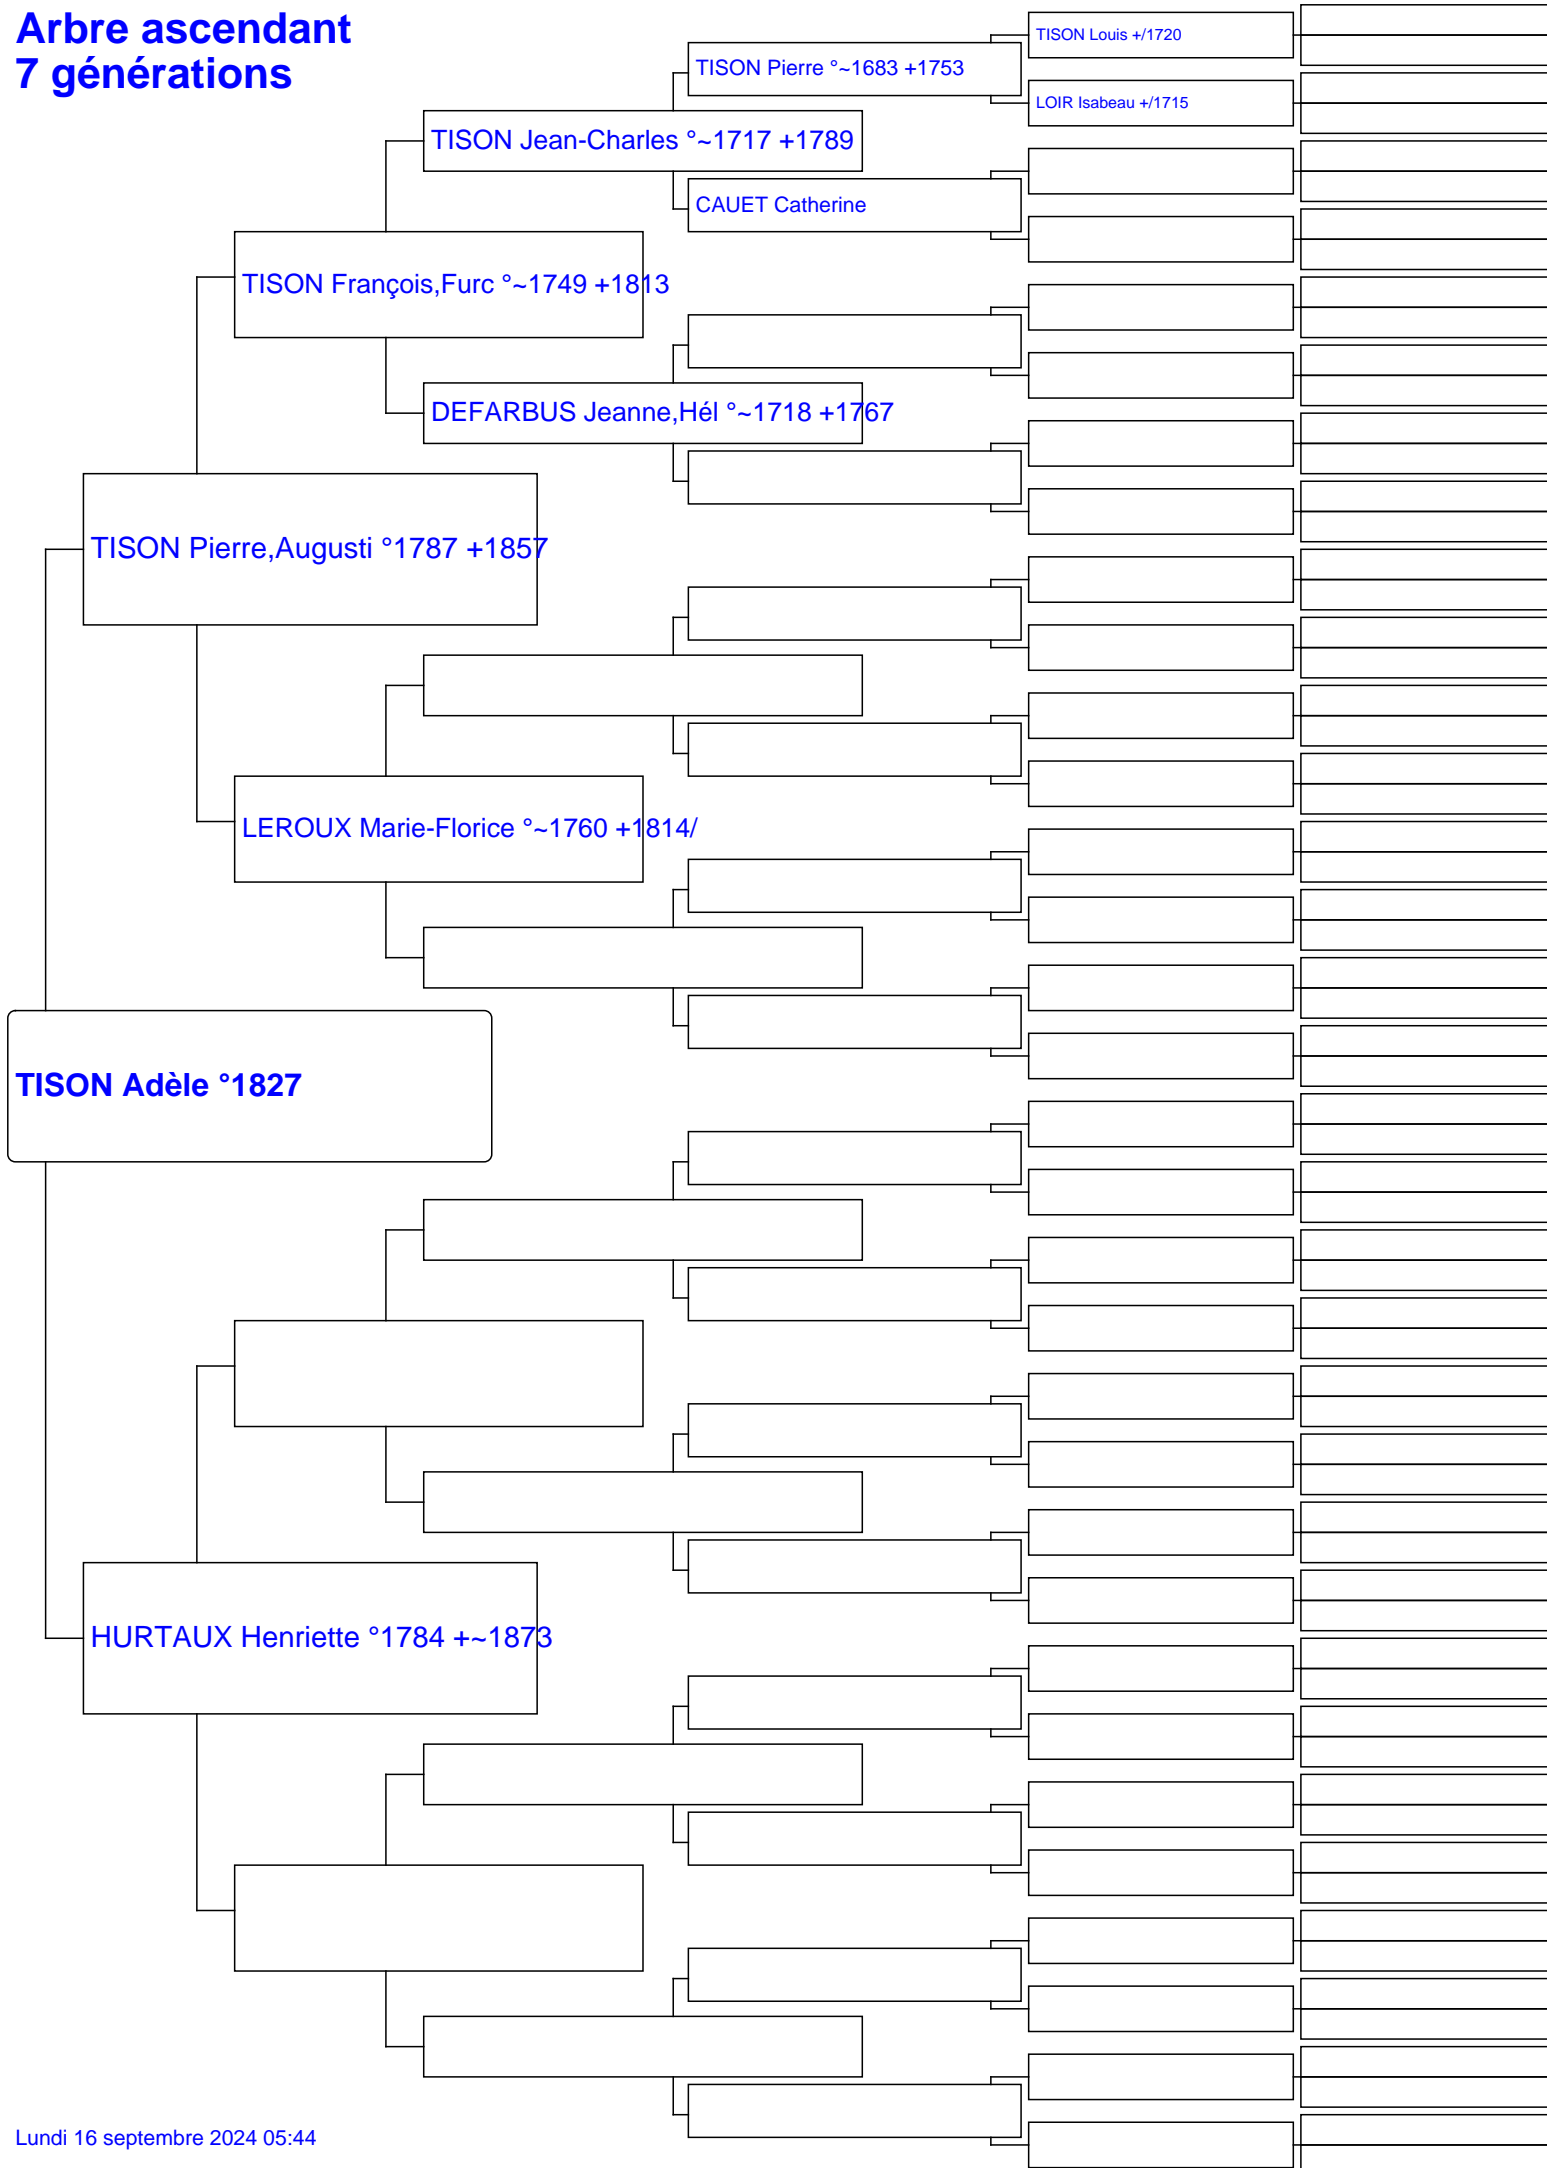 Arbre ascendant
7 générations
TISON Louis +/1720
TISON Pierre °~1683 +1753
LOIR Isabeau +/1715
TISON Jean-Charles °~1717 +1789
CAUET Catherine
TISON François,Furc °~1749 +1813
DEFARBUS Jeanne,Hél °~1718 +1767
TISON Pierre,Augusti °1787 +1857
LEROUX Marie-Florice °~1760 +1814/
TISON Adèle °1827
HURTAUX Henriette °1784 +~1873
Lundi 16 septembre 2024 05:44